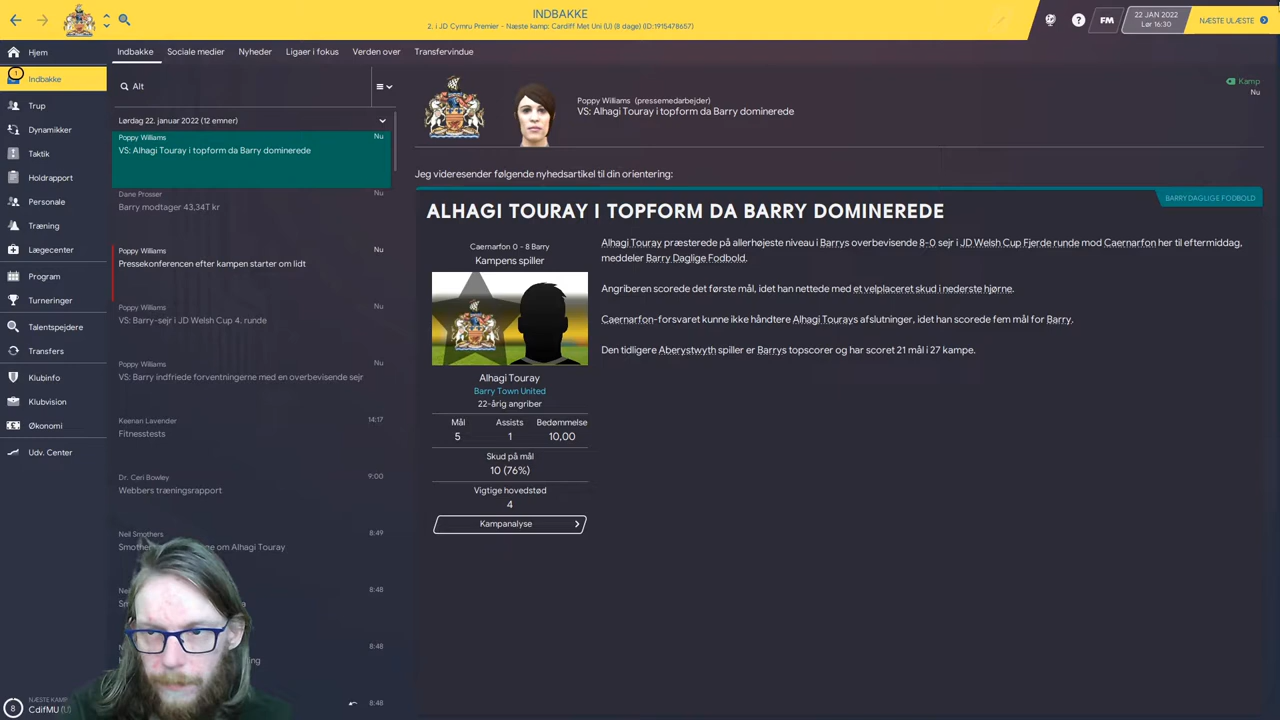 INDBAKKE
2. i JD Cymru Premier - Næste kamp: Cardiff Met Uni (U) (8 dage) (ID:1915478657)
FM
22 JAN 2022
Lør 16:30
NÆSTE ULÆSTE
Hjem
Indbakke
Trup
Dynamikker
Taktik
Holdrapport
Personale
Træning
Lægecenter
Program
Turneringer
Talentspejdere
Transfers
Klubinfo
Klubvision
Økonomi
Udv. Center
NÆSTE KAMP
8
CdifMU (U)
Indbakke
Sociale medier
Nyheder
Ligaer i fokus
Verden over
Transfervindue
Alt
Lørdag 22. januar 2022 (12 emner)
Poppy Williams
Nu
VS: Alhagi Touray i topform da Barry dominerede
Dane Prosser
Nu
Barry modtager 43,34T kr
Poppy Williams
Nu
Pressekonferencen efter kampen starter om lidt
Poppy Williams
Nu
VS: Barry-sejr i JD Welsh Cup 4. runde
Poppy Williams
Nu
VS: Barry indfriede forventningerne med en overbevisende sejr
Keenan Lavender
14:17
Fitnesstests
Dr. Ceri Bowley
9:00
Webbers træningsrapport
Neil Smothers
8:49
om Alhagi Touray
8:48
8:48
8:48
Poppy Williams (pressemedarbejder)
VS: Alhagi Touray i topform da Barry dominerede
Kamp
Nu
Jeg videresender følgende nyhedsartikel til din orientering:
BARRY DAGLIGE FODBOLD
ALHAGI TOURAY I TOPFORM DA BARRY DOMINEREDE
Caernarfon 0 - 8 Barry
Kampens spiller
Alhagi Touray
Barry Town United
22-årig angriber
Mål
Assists
Bedømmelse
5
1
10,00
Skud på mål
10 (76%)
Vigtige hovedstød
4
Kampanalyse
Alhagi Touray præsterede på allerhøjeste niveau i Barrys overbevisende 8-0 sejr i JD Welsh Cup Fjerde runde mod Caernarfon her til eftermiddag,
meddeler Barry Daglige Fodbold.
Angriberen scorede det første mål, idet han nettede med et velplaceret skud i nederste hjørne.
Caernarfon-forsvaret kunne ikke håndtere Alhagi Tourays afslutninger, idet han scorede fem mål for Barry.
Den tidligere Aberystwyth spiller er Barrys topscorer og har scoret 21 mål i 27 kampe.